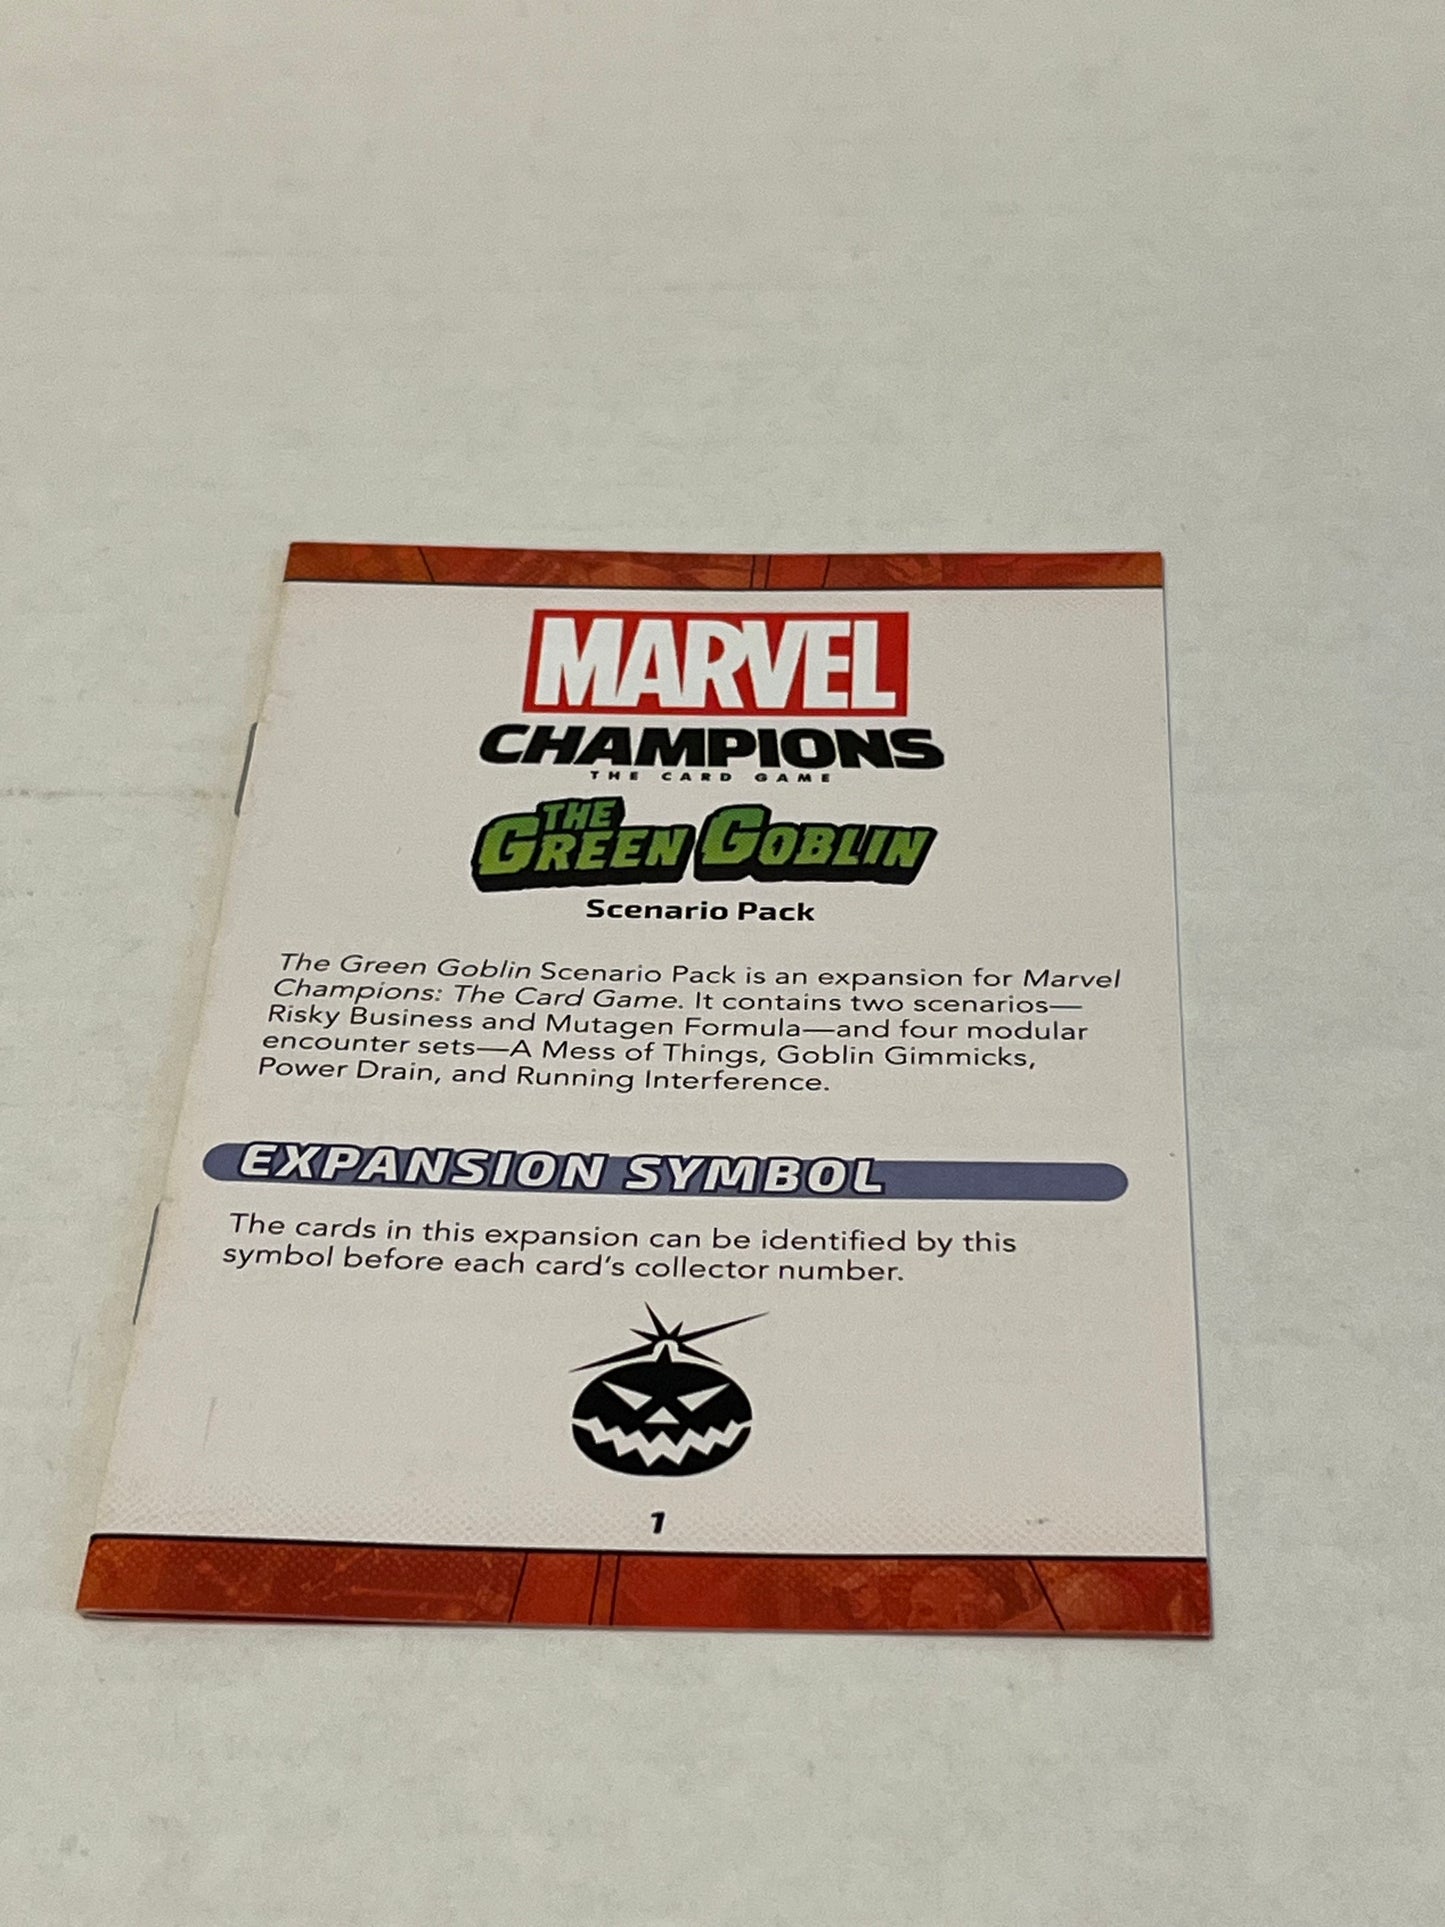 MARVEL
CHAMPIONS
THE CARD GAME
THE
GREEN GOBLIN
Scenario Pack
The Green Goblin Scenario Pack is an expansion for Marvel
Champions: The Card Game. It contains two scenarios—
Risky Business and Mutagen Formula—and four modular
encounter sets—A Mess of Things, Goblin Gimmicks,
Power Drain, and Running Interference.
EXPANSION SYMBOL
The cards in this expansion can be identified by this
symbol before each card's collector number.
1